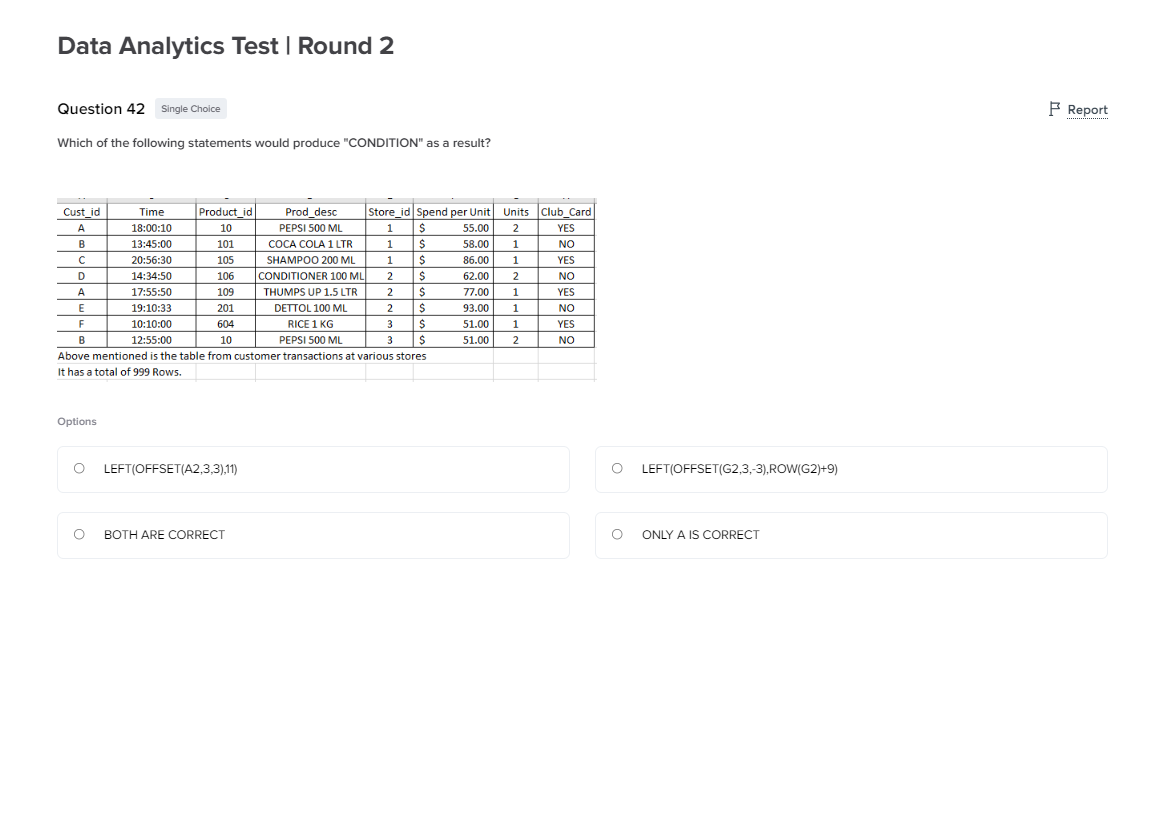 Data Analytics Test | Round 2
Question 42 Single Choice Report
Which of the following statements would produce "CONDITION" as a result?
Cust_id Time Product_id Prod_desc Store_id Spend per Unit Units Club_Card
A 18:00:10 10 PEPSI 500 ML 1 $ 55.00 2 YES
B 13:45:00 101 COCA COLA 1 LTR 1 $ 58.00 1 NO
C 20:56:30 105 SHAMPOO 200 ML 1 $ 86.00 1 YES
D 14:34:50 106 CONDITIONER 100 ML 2 $ 62.00 2 NO
A 17:55:50 109 THUMPS UP 1.5 LTR 2 $ 77.00 1 YES
E 19:10:33 201 DETTOL 100 ML 2 $ 93.00 1 NO
F 10:10:00 604 RICE 1 KG 3 $ 51.00 1 YES
B 12:55:00 10 PEPSI 500 ML 3 $ 51.00 2 NO
Above mentioned is the table from customer transactions at various stores
It has a total of 999 Rows.
Options
LEFT(OFFSET(A2,3,3),11) LEFT(OFFSET(G2,3,-3),ROW(G2)+9)
BOTH ARE CORRECT ONLY A IS CORRECT